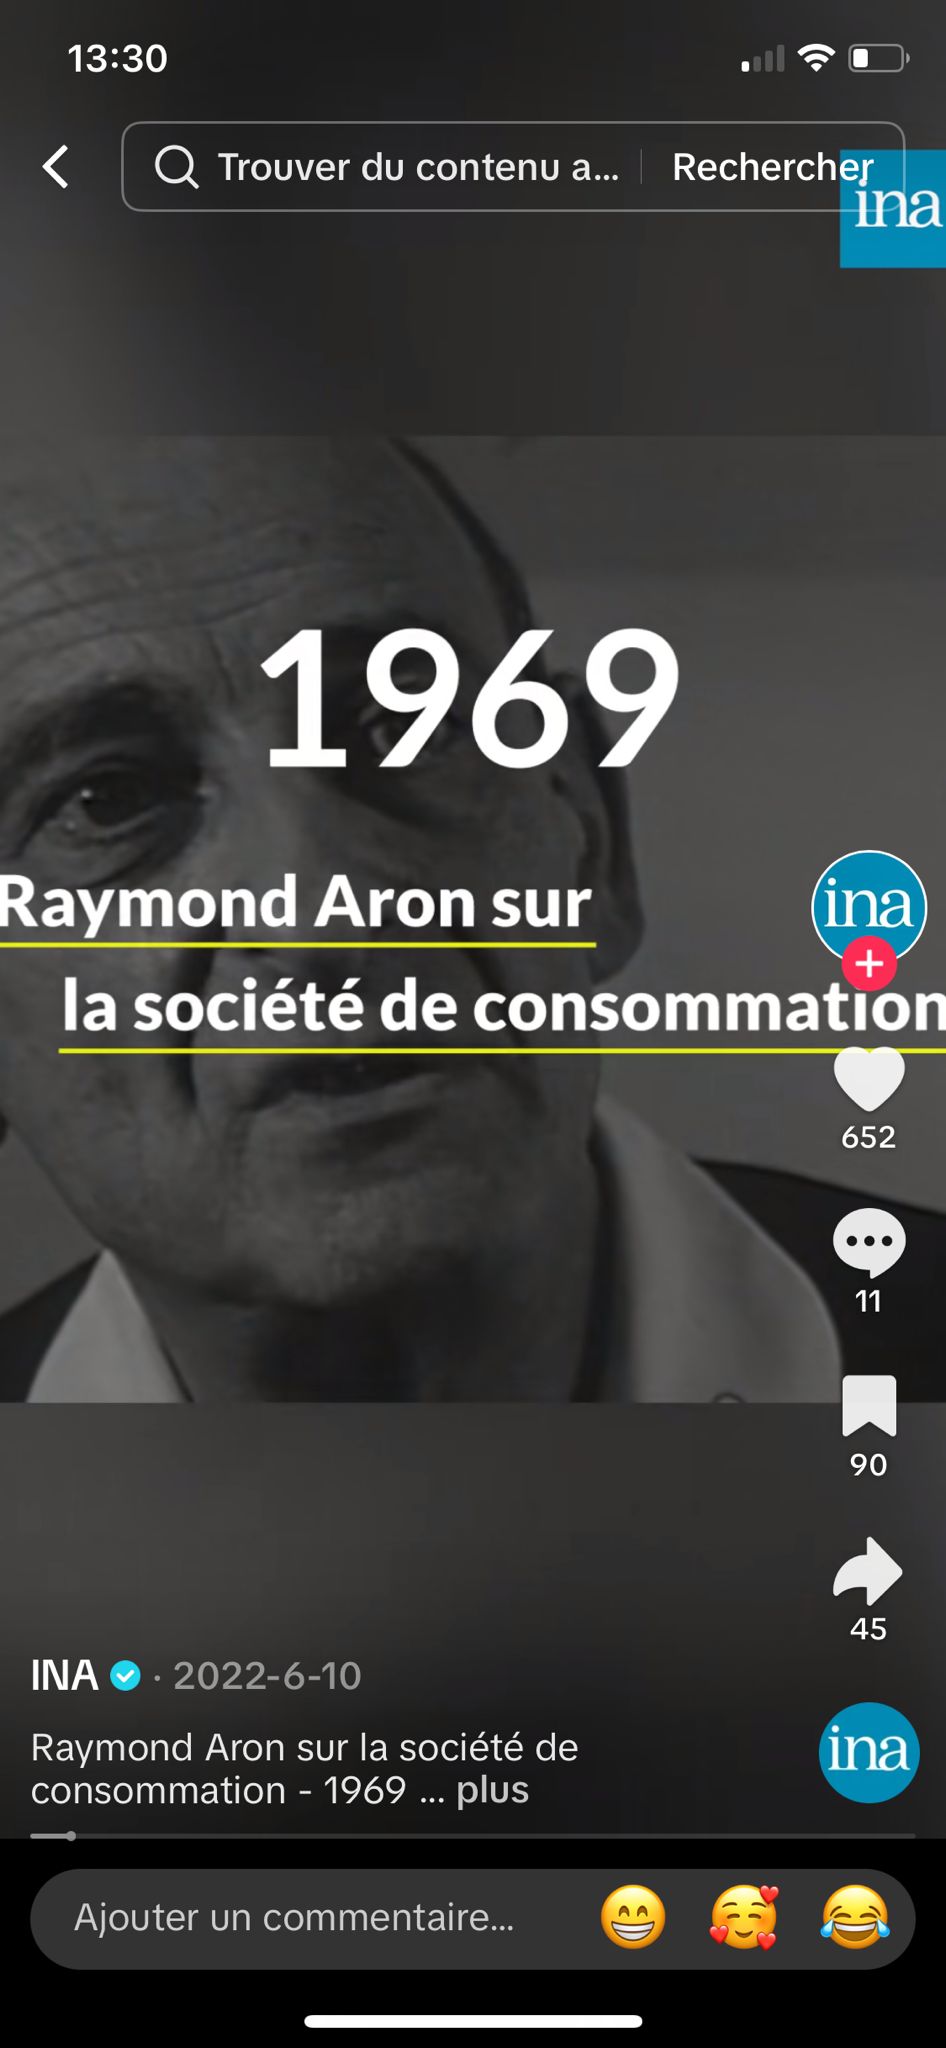 13:30
Trouver du contenu a... Rechercher
ina
1969
Raymond Aron sur
la société de consommation
ina
652
11
90
45
INA · 2022-6-10
Raymond Aron sur la société de
consommation - 1969 ... plus
ina
Ajouter un commentaire...